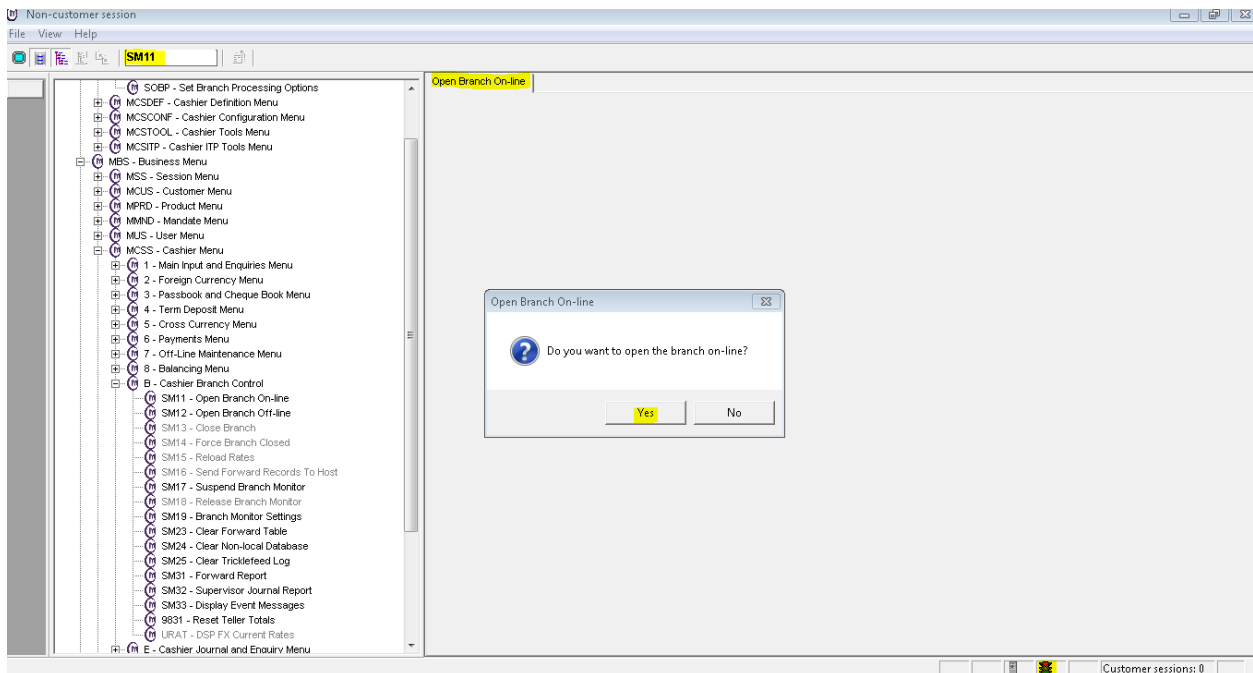 Non-customer session
File View Help
SM11
SOBP - Set Branch Processing Options
MCSDEF - Cashier Definition Menu
MCSCONF - Cashier Configuration Menu
MCSTOOL - Cashier Tools Menu
MCSITP - Cashier ITP Tools Menu
MBS - Business Menu
MSS - Session Menu
MCUS - Customer Menu
MPRD - Product Menu
MMND - Mandate Menu
MUS - User Menu
MCSS - Cashier Menu
1 - Main Input and Enquiries Menu
2 - Foreign Currency Menu
3 - Passbook and Cheque Book Menu
4 - Term Deposit Menu
5 - Cross Currency Menu
6 - Payments Menu
7 - Off-Line Maintenance Menu
8 - Balancing Menu
B - Cashier Branch Control
SM11 - Open Branch On-line
SM12 - Open Branch Off-line
SM13 - Close Branch
SM14 - Force Branch Closed
SM15 - Reload Rates
SM16 - Send Forward Records To Host
SM17 - Suspend Branch Monitor
SM18 - Release Branch Monitor
SM19 - Branch Monitor Settings
SM23 - Clear Forward Table
SM24 - Clear Non-local Database
SM25 - Clear Tricklefeed Log
SM31 - Forward Report
SM32 - Supervisor Journal Report
SM33 - Display Event Messages
9831 - Reset Teller Totals
URAT - DSP FX Current Rates
E - Cashier Journal and Enquiry Menu
Open Branch On-line
Open Branch On-line
Do you want to open the branch on-line?
Yes No
Customer sessions: 0